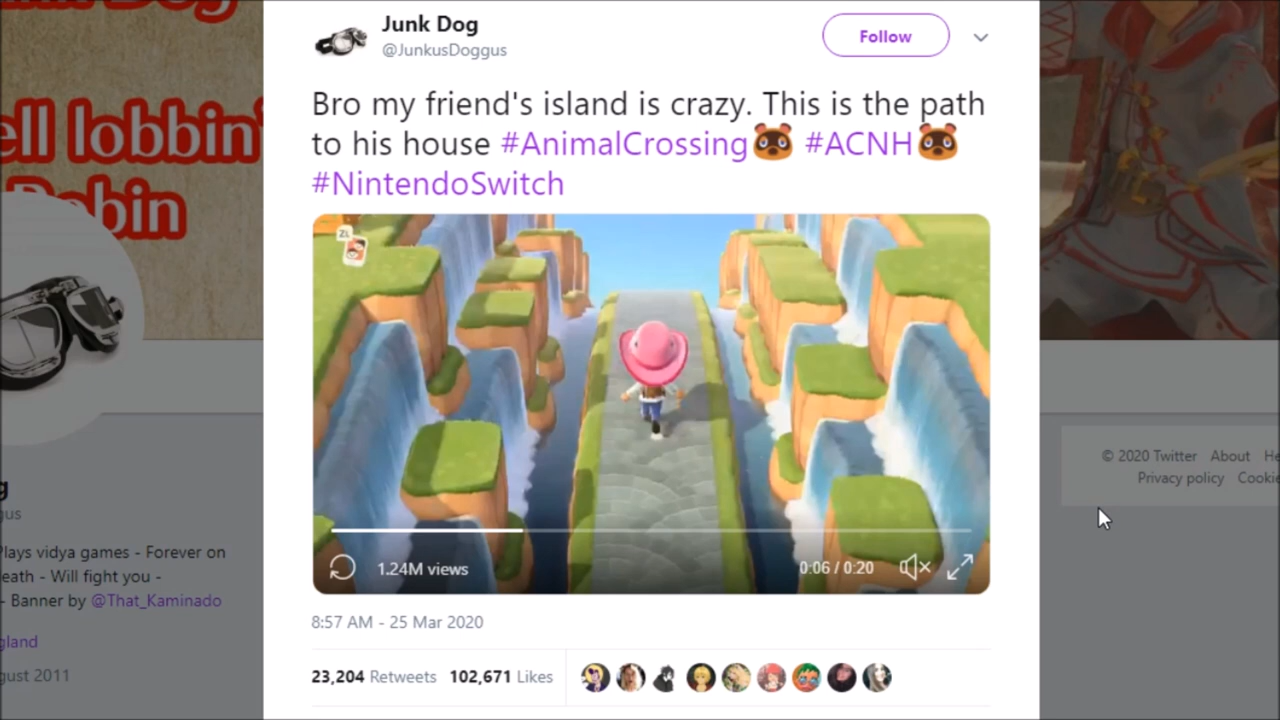 ell lobbin'
Robin
Junk Dog
@JunkusDoggus
Follow
Bro my friend's island is crazy. This is the path
to his house #AnimalCrossing #ACNH
#NintendoSwitch
ZL
1.24M views
0:06 / 0:20
8:57 AM - 25 Mar 2020
23,204 Retweets 102,671 Likes
g
gus
Plays vidya games - Forever on
eath - Will fight you -
- Banner by @That_Kaminado
gland
gust 2011
© 2020 Twitter About He
Privacy policy Cookie